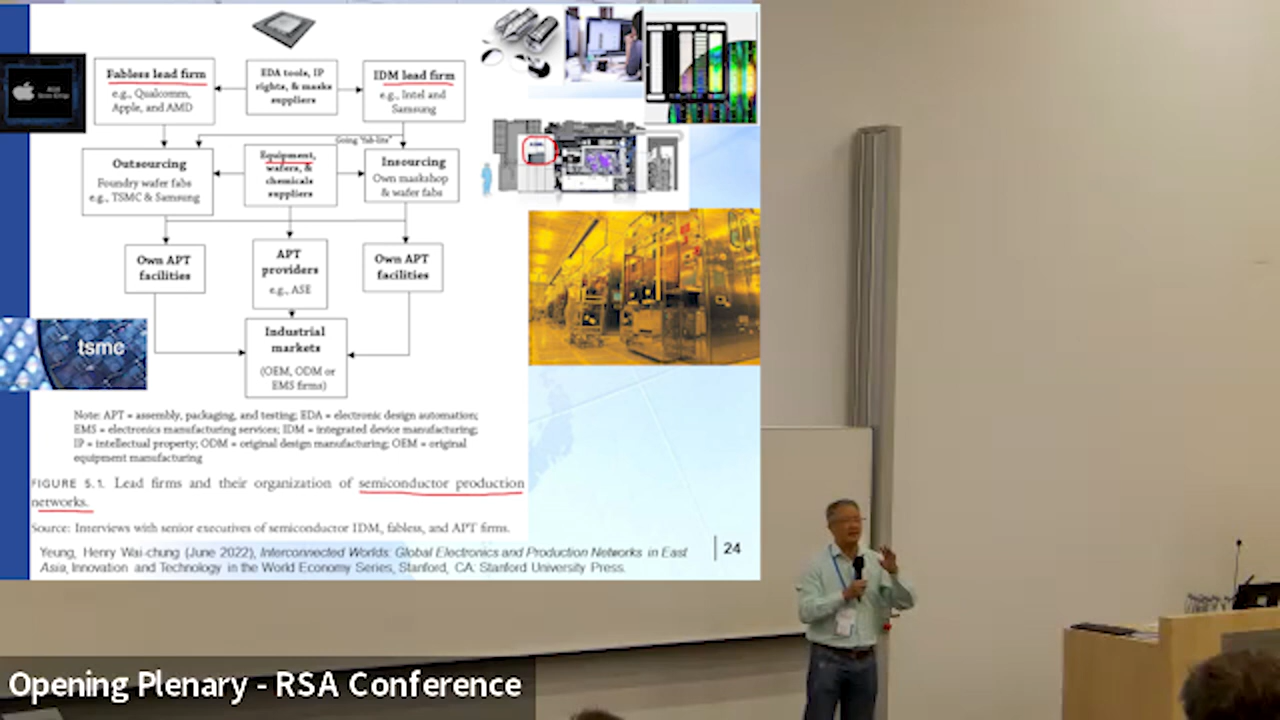 Fabless lead firm
e.g., Qualcomm,
Apple, and AMD
EDA tools, IP
rights, & masks
suppliers
IDM lead firm
e.g., Intel and
Samsung
Going "fab-lite"
Outsourcing
Foundry wafer fabs
e.g., TSMC & Samsung
Equipment,
wafers, &
chemicals
suppliers
Insourcing
Own maskshop
& wafer fabs
Own APT
facilities
APT
providers
e.g., ASE
Own APT
facilities
tsmc
Industrial
markets
(OEM, ODM or
EMS firms)
Note: APT = assembly, packaging, and testing; EDA = electronic design automation;
EMS = electronics manufacturing services; IDM = integrated device manufacturing;
IP = intellectual property; ODM = original design manufacturing; OEM = original
equipment manufacturing
FIGURE 5.1. Lead firms and their organization of semiconductor production
networks.
Source: Interviews with senior executives of semiconductor IDM, fabless, and APT firms.
Yeung, Henry Wai-chung (June 2022), Interconnected Worlds: Global Electronics and Production Networks in East
Asia, Innovation and Technology in the World Economy Series, Stanford, CA: Stanford University Press.
24
Opening Plenary - RSA Conference